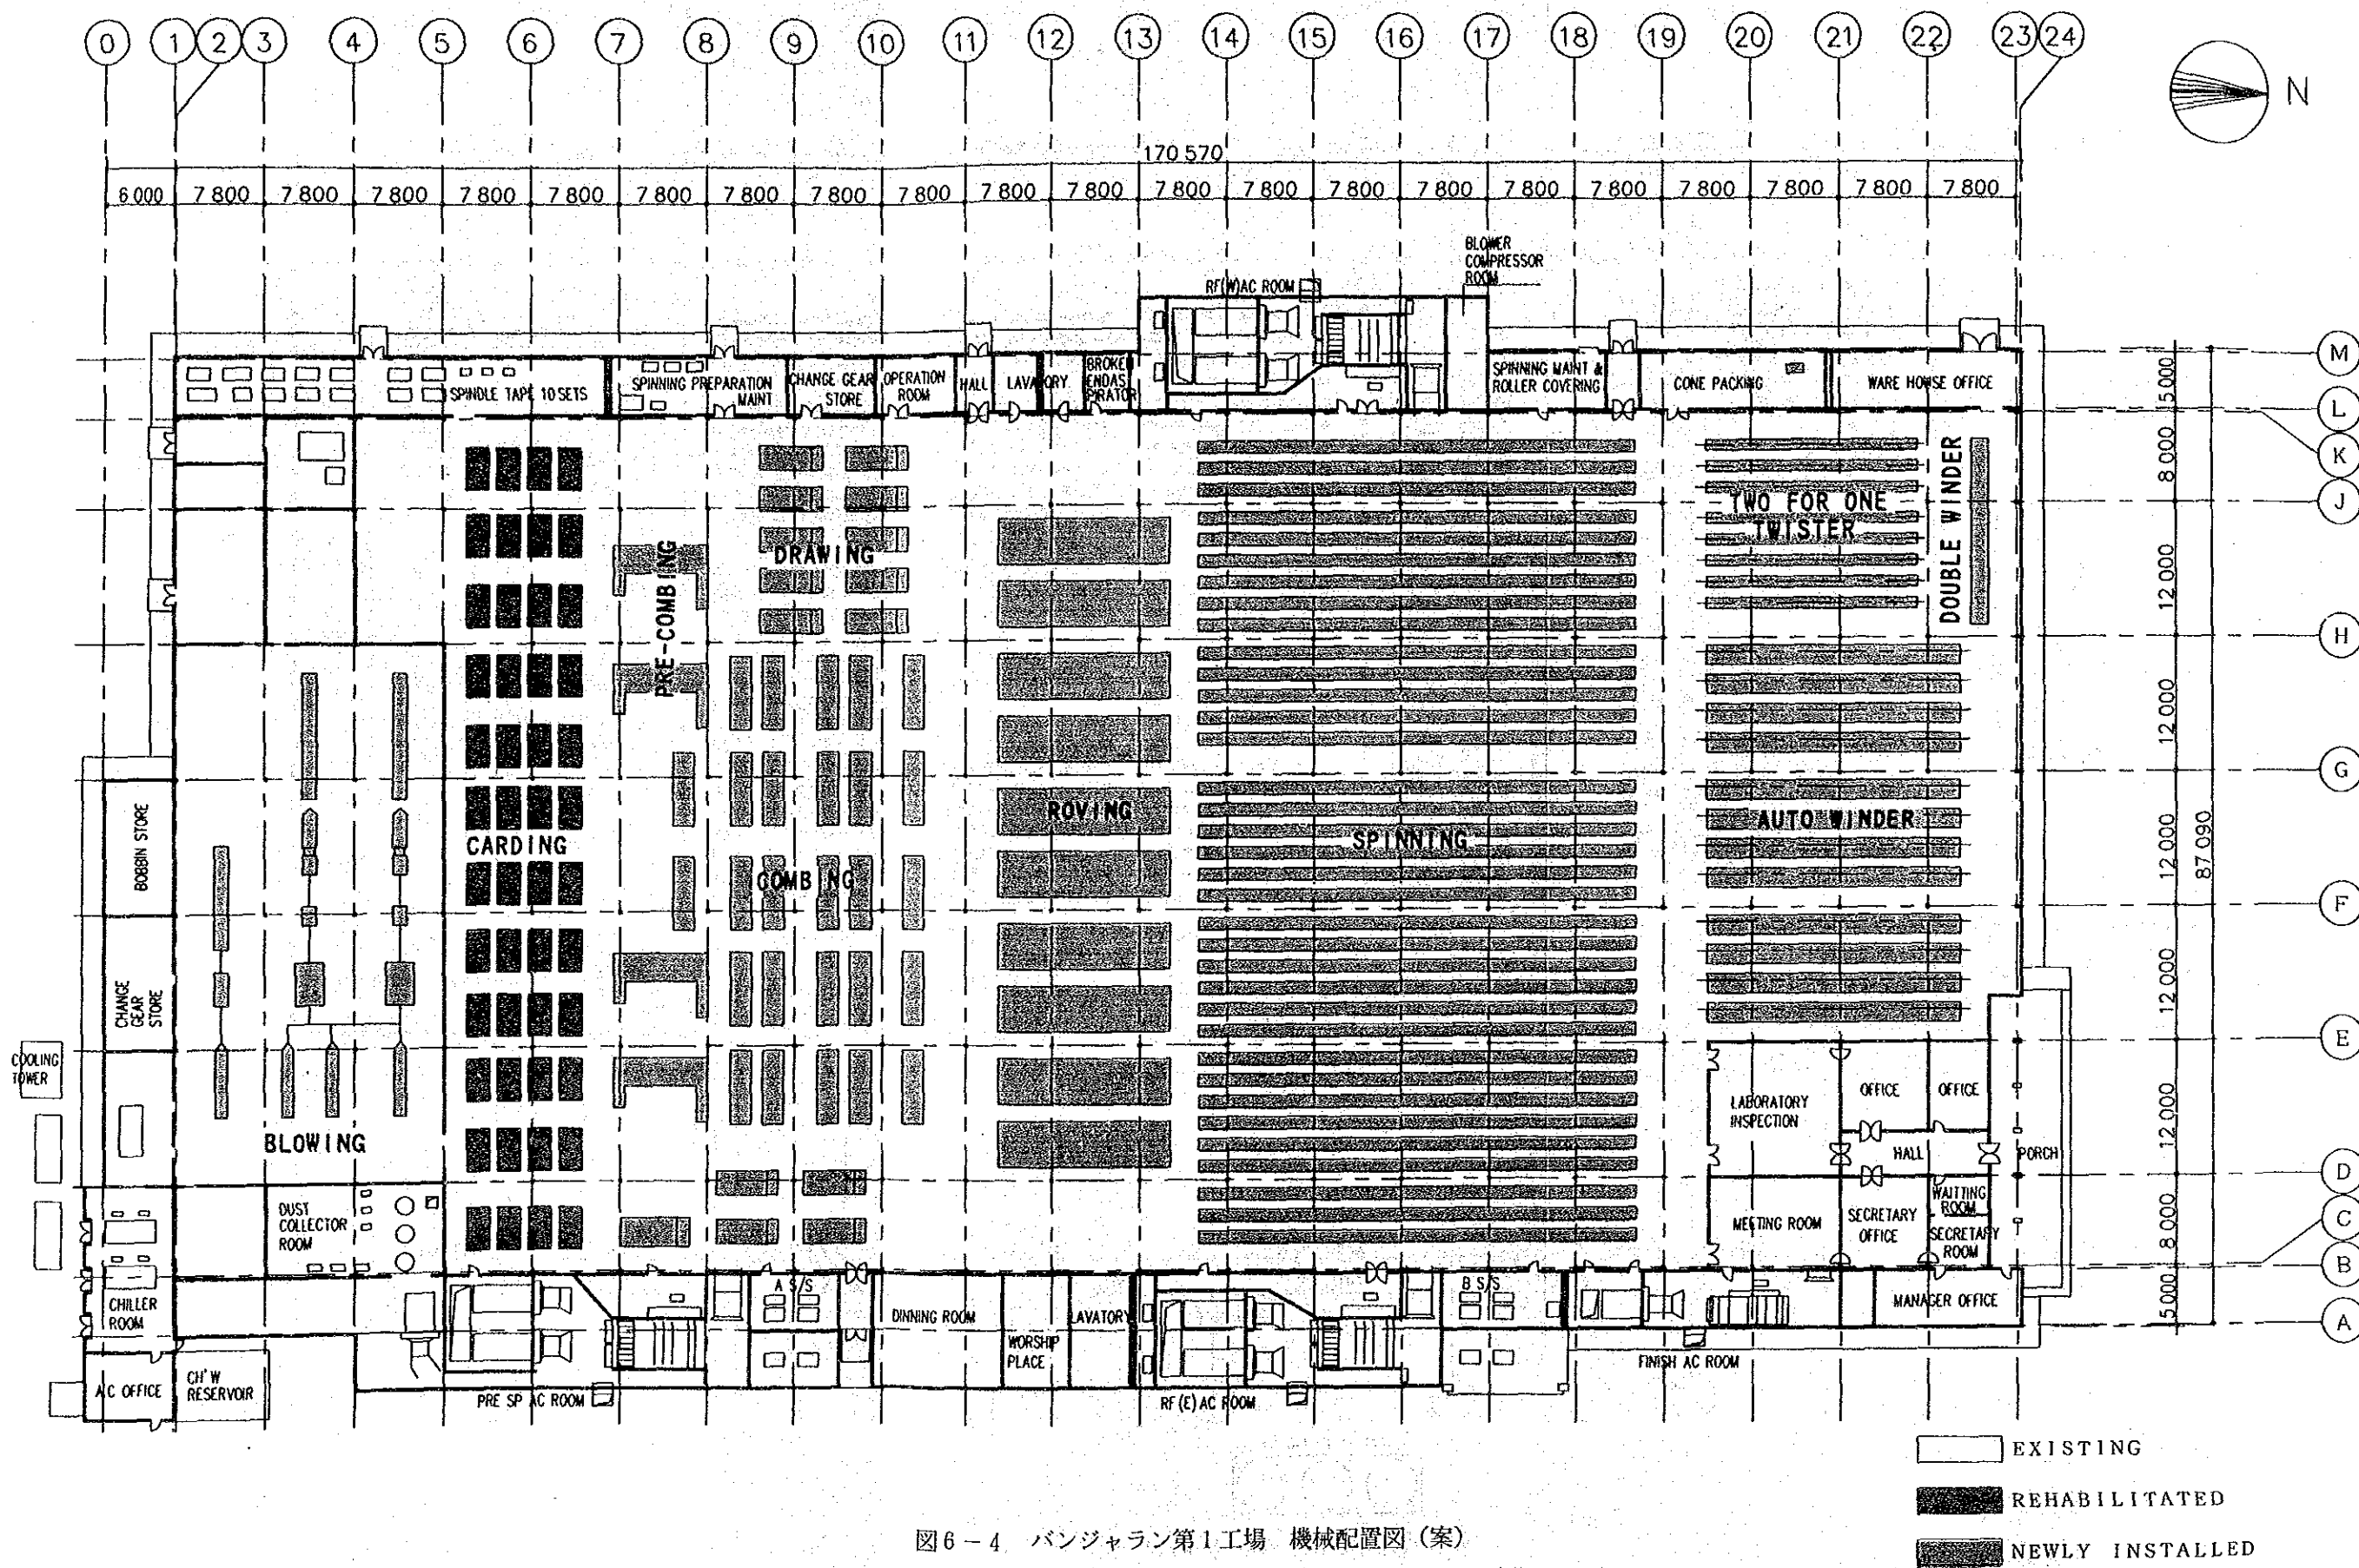 0 1 2 3 4 5 6 7 8 9 10 11 12 13 14 15 16 17 18 19 20 21 22 23 24
N
170 570
6 000 7 800 7 800 7 800 7 800 7 800 7 800 7 800 7 800 7 800 7 800 7 800 7 800 7 800 7 800 7 800 7 800 7 800 7 800 7 800 7 800 7 800
BLOWER
COMPRESSOR
ROOM
RF(W)AC ROOM
SPINDLE TAPE 10 SETS
SPINNING PREPARATION
MAINT
CHANGE GEAR
STORE
OPERATION
ROOM
HALL
LAVATORY
BROKEN
ENDAS
PIRATOR
SPINNING MAINT &
ROLLER COVERING
CONE PACKING
WARE HOUSE OFFICE
M
L
K
J
H
G
F
E
D
C
B
A
5 000
8 000
12 000
12 000
12 000
12 000
12 000
8 000
5 000
87 090
TWO FOR ONE
TWISTER
DOUBLE WINDER
DRAWING
PRE-COMBING
BOBBIN STORE
CARDING
ROVING
SPINNING
AUTO WINDER
COMBING
CHANGE
GEAR
STORE
COOLING
TOWER
BLOWING
LABORATORY
INSPECTION
OFFICE
OFFICE
HALL
PORCH
DUST
COLLECTOR
ROOM
MEETING ROOM
SECRETARY
OFFICE
WAITTING
ROOM
SECRETARY
ROOM
CHILLER
ROOM
A S/S
DINNING ROOM
WORSHIP
PLACE
LAVATORY
B S/S
MANAGER OFFICE
A/C OFFICE
CH'W
RESERVOIR
PRE SP AC ROOM
RF(E)AC ROOM
FINISH AC ROOM
EXISTING
REHABILITATED
NEWLY INSTALLED
図6-4 バンジャラン第1工場 機械配置図(案)